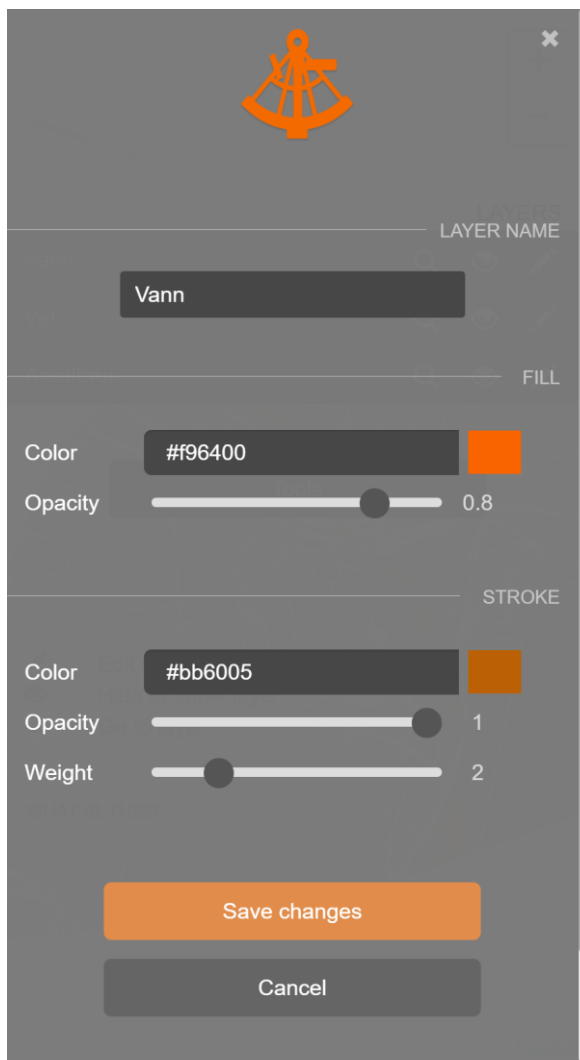 ✖
LAYERS
LAYER NAME
Vann
FILL
Color #f96400
Opacity 0.8
STROKE
Color #bb6005
Opacity 1
Weight 2
Save changes
Cancel